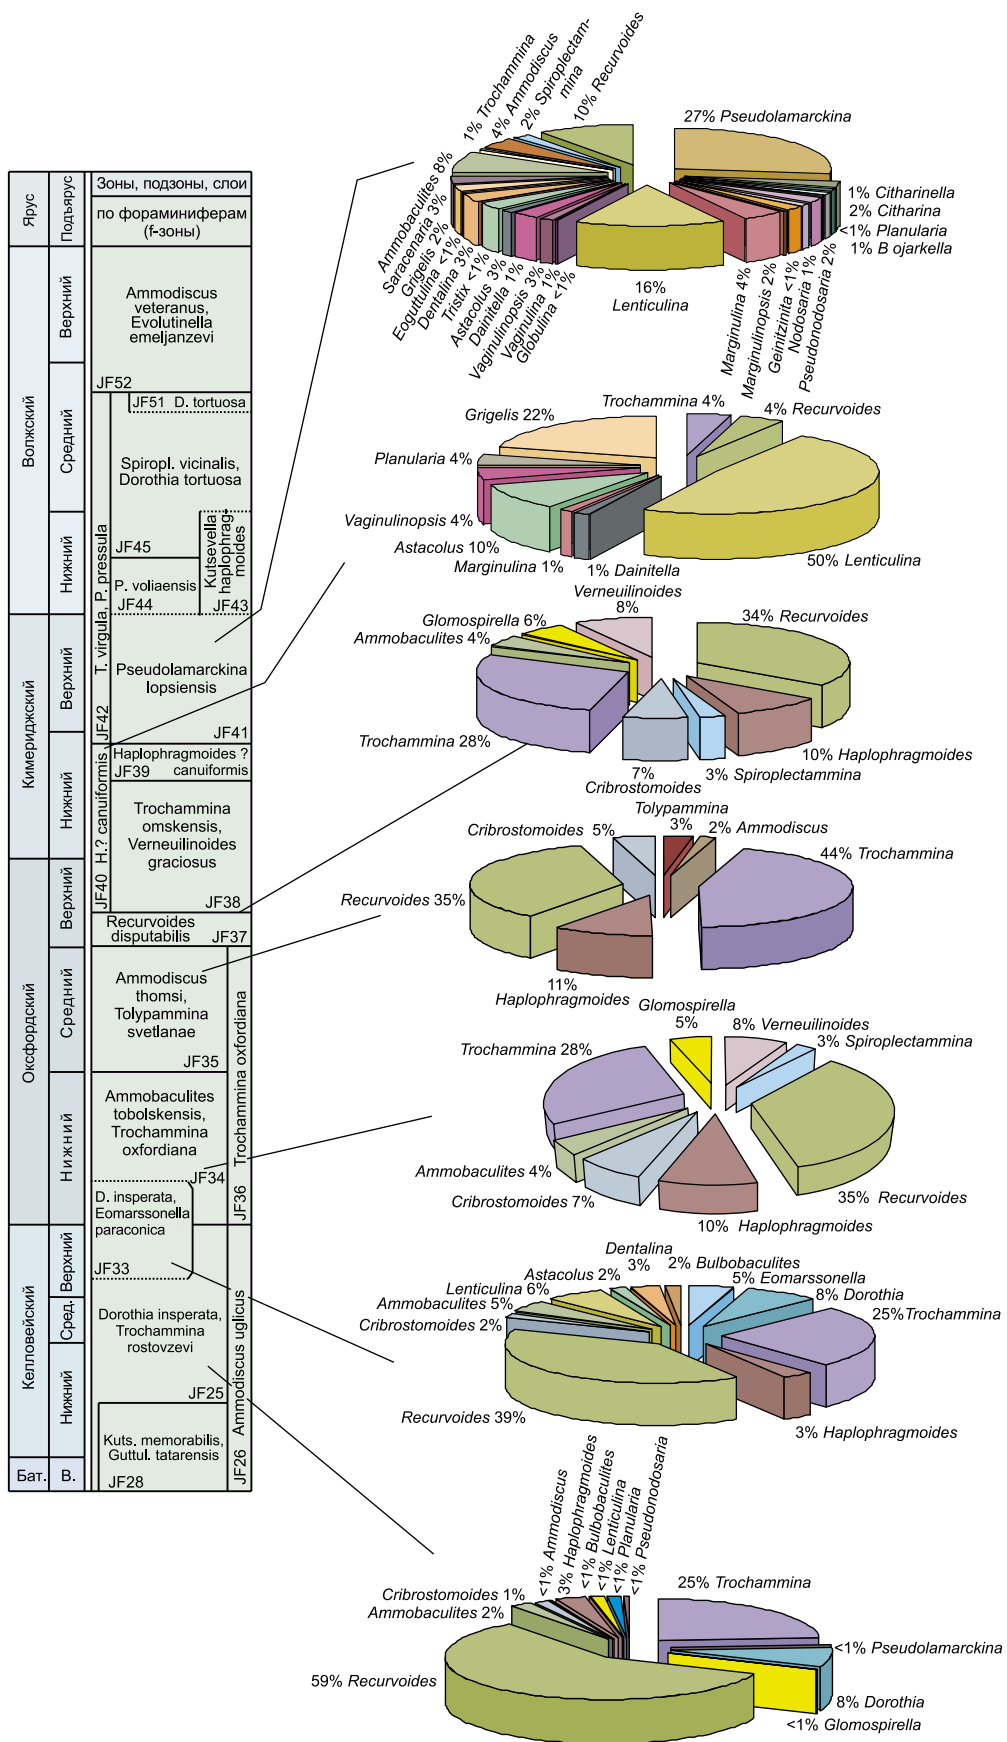 Ярус
Подъярус
Зоны, подзоны, слои
по фораминиферам
(f-зоны)
Волжский
Верхний
Средний
Нижний
Ammodiscus
veteranus,
Evolutinella
emeljanzevi
JF52
JF51 D. tortuosa
Spiropl. vicinalis,
Dorothia tortuosa
JF45
Kutsevella
haplophrag-
moides
JF43
P. voliaensis
JF44
T. virgula, P. pressula
JF42
Кимериджский
Верхний
Нижний
Pseudolamarckina
lopsiensis
JF41
Haplophragmoides ?
canuiformis
JF39
JF40 H.? canuiformis
Trochammina
omskensis,
Verneuilinoides
graciosus
JF38
Оксфордский
Верхний
Средний
Нижний
Recurvoides
disputabilis
JF37
Ammodiscus
thomsi,
Tolypammina
svetlanae
JF35
Ammobaculites
tobolskensis,
Trochammina
oxfordiana
JF34
JF36 Trochammina oxfordiana
D. insperata,
Eomarssonella
paraconica
JF33
Келловейский
Верхний
Сред.
Нижний
Dorothia insperata,
Trochammina
rostovzevi
JF25
JF26 Ammodiscus uglicus
Kuts. memorabilis,
Guttul. tatarensis
JF28
Бат.
В.
1% Trochammina
4% Ammodiscus
2% Spiroplectam-
mina
10% Recurvoides
27% Pseudolamarckina
1% Citharinella
2% Citharina
<1% Planularia
1% B ojarkella
Pseudonodosaria 2%
Nodosaria 1%
Geinitzinita <1%
Marginulinopsis 2%
Marginulina 4%
16%
Lenticulina
Globulina <1%
Vaginulina 1%
Vaginulinopsis 3%
Dainitella 1%
Astacolus 3%
Tristix <1%
Dentalina 3%
Eoguttulina <1%
Grigelis 2%
Saracenaria 3%
Ammobaculites 8%
Trochammina 4%
4% Recurvoides
50% Lenticulina
1% Dainitella
Marginulina 1%
Astacolus 10%
Vaginulinopsis 4%
Planularia 4%
Grigelis 22%
Verneuilinoides
8%
34% Recurvoides
10% Haplophragmoides
3% Spiroplectammina
7%
Cribrostomoides
Trochammina 28%
Ammobaculites 4%
Glomospirella 6%
Tolypammina
3%
2% Ammodiscus
44% Trochammina
11%
Haplophragmoides
Recurvoides 35%
Cribrostomoides 5%
Glomospirella
5%
8% Verneuilinoides
3% Spiroplectammina
35% Recurvoides
10% Haplophragmoides
Cribrostomoides 7%
Ammobaculites 4%
Trochammina 28%
Dentalina
3%
2% Bulbobaculites
5% Eomarssonella
8% Dorothia
25% Trochammina
3% Haplophragmoides
Recurvoides 39%
Cribrostomoides 2%
Ammobaculites 5%
Lenticulina 6%
Astacolus 2%
<1% Ammodiscus
3% Haplophragmoides
<1% Bulbobaculites
<1% Lenticulina
<1% Planularia
<1% Pseudonodosaria
25% Trochammina
<1% Pseudolamarckina
8% Dorothia
<1% Glomospirella
59% Recurvoides
Ammobaculites 2%
Cribrostomoides 1%